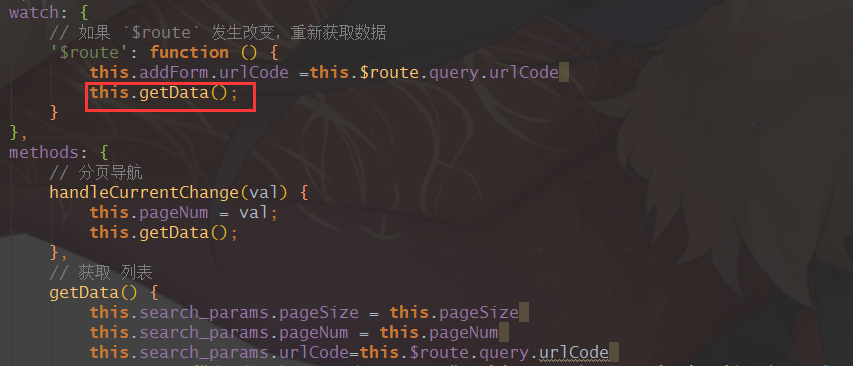 watch: {
// 如果 `$route` 发生改变，重新获取数据
'$route': function () {
this.addForm.urlCode =this.$route.query.urlCode
this.getData();
}
},
methods: {
// 分页导航
handleCurrentChange(val) {
this.pageNum = val;
this.getData();
},
// 获取 列表
getData() {
this.search_params.pageSize = this.pageSize
this.search_params.pageNum = this.pageNum
this.search_params.urlCode=this.$route.query.urlCode